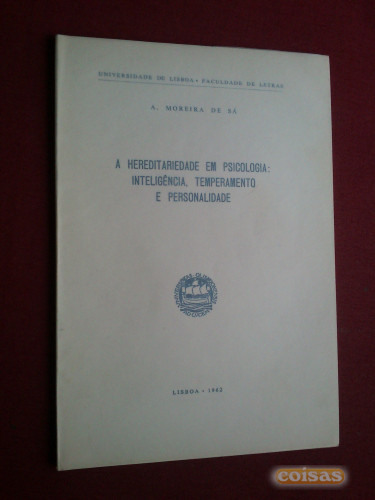 UNIVERSIDADE DE LISBOA • FACULDADE DE LETRAS
A. MOREIRA DE SÁ
A HEREDITARIEDADE EM PSICOLOGIA:
INTELIGÊNCIA, TEMPERAMENTO
E PERSONALIDADE
LISBOA • 1962
coisas